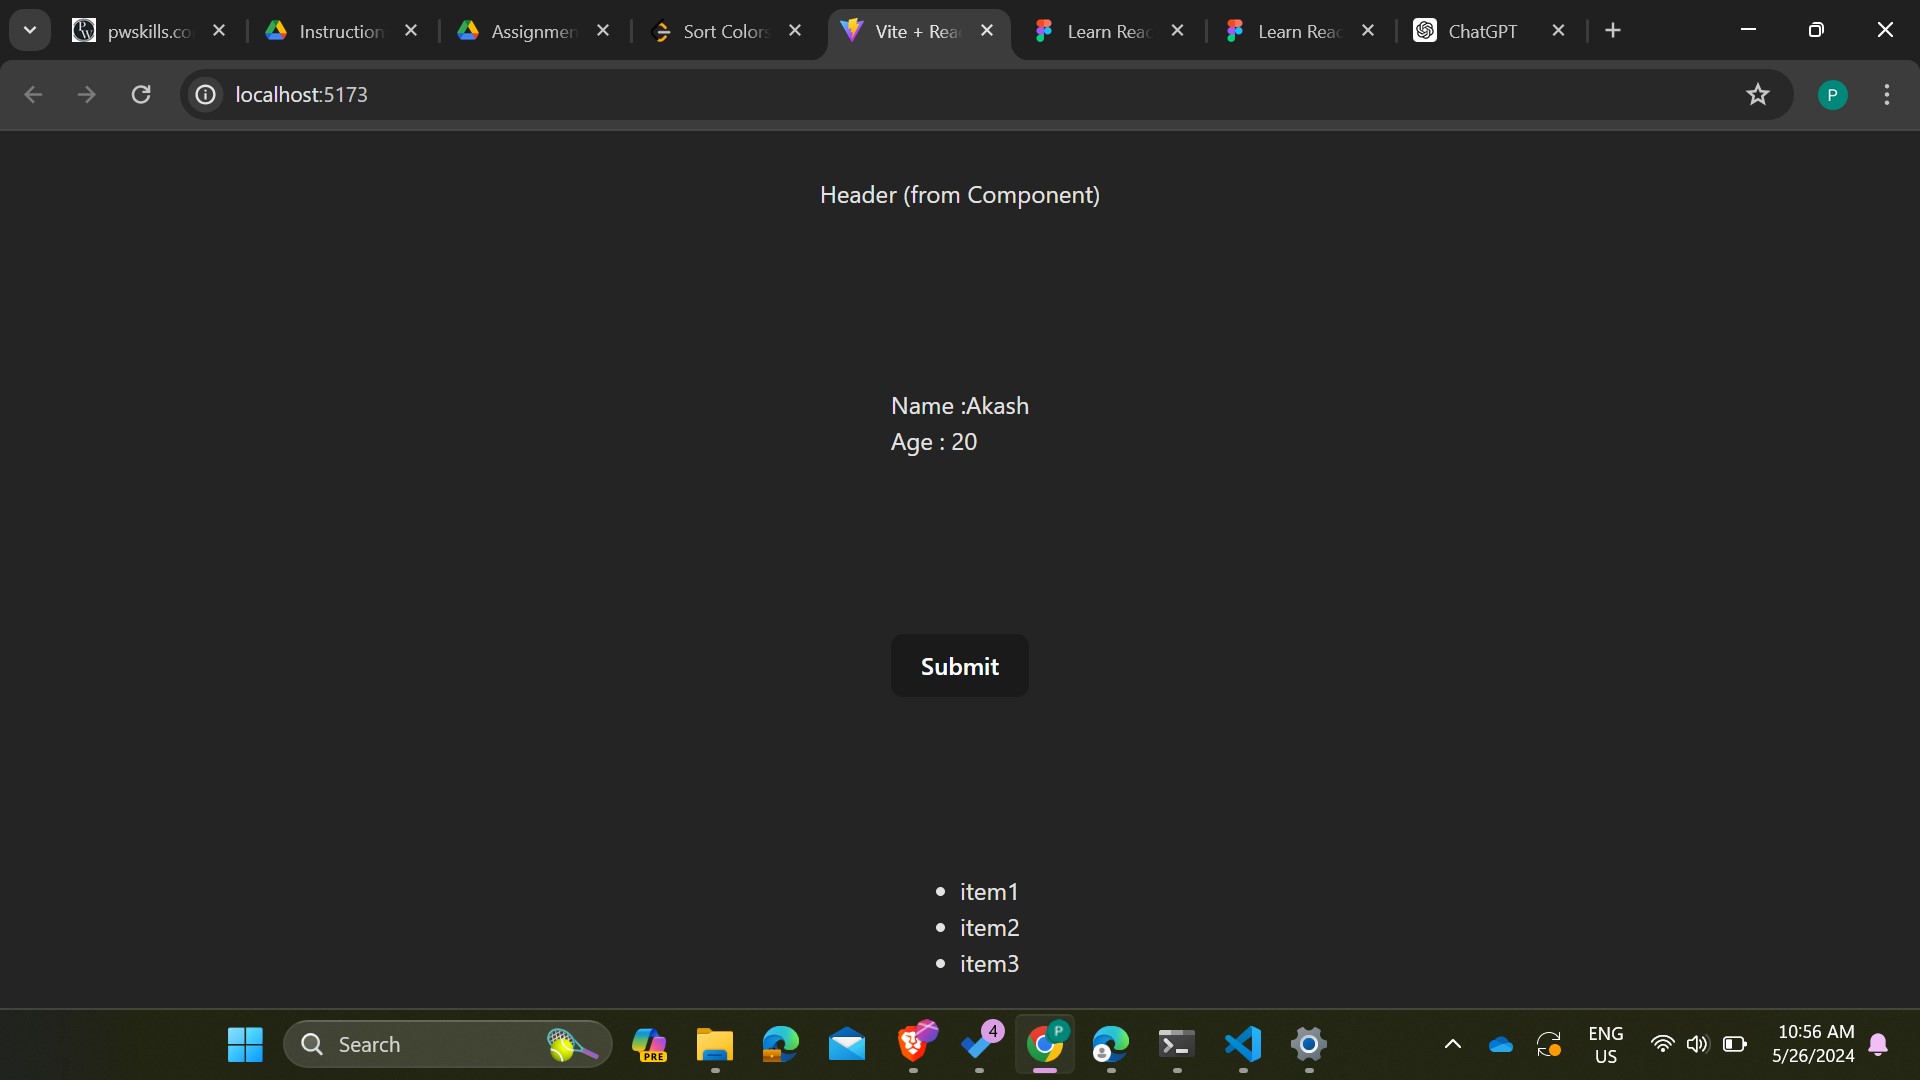 pwskills.co
Instruction
Assignmen
Sort Colors
Vite + Rea
Learn Reac
Learn Reac
ChatGPT
localhost:5173
P
Header (from Component)
Name :Akash
Age : 20
Submit
item1
item2
item3
Search
PRE
4
P
ENG
US
10:56 AM
5/26/2024